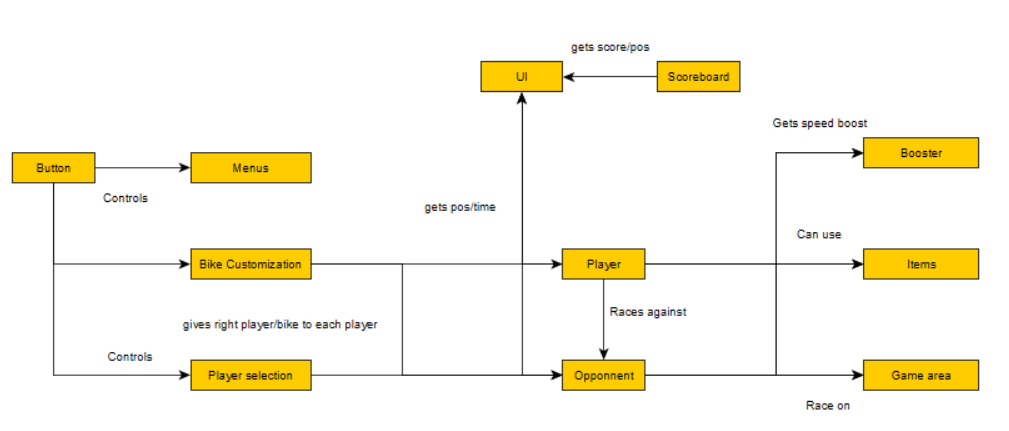 gets score/pos
UI
Scoreboard
Gets speed boost
Booster
Button
Menus
Controls
gets pos/time
Can use
Bike Customization
Player
Items
Races against
gives right player/bike to each player
Controls
Player selection
Opponnent
Game area
Race on